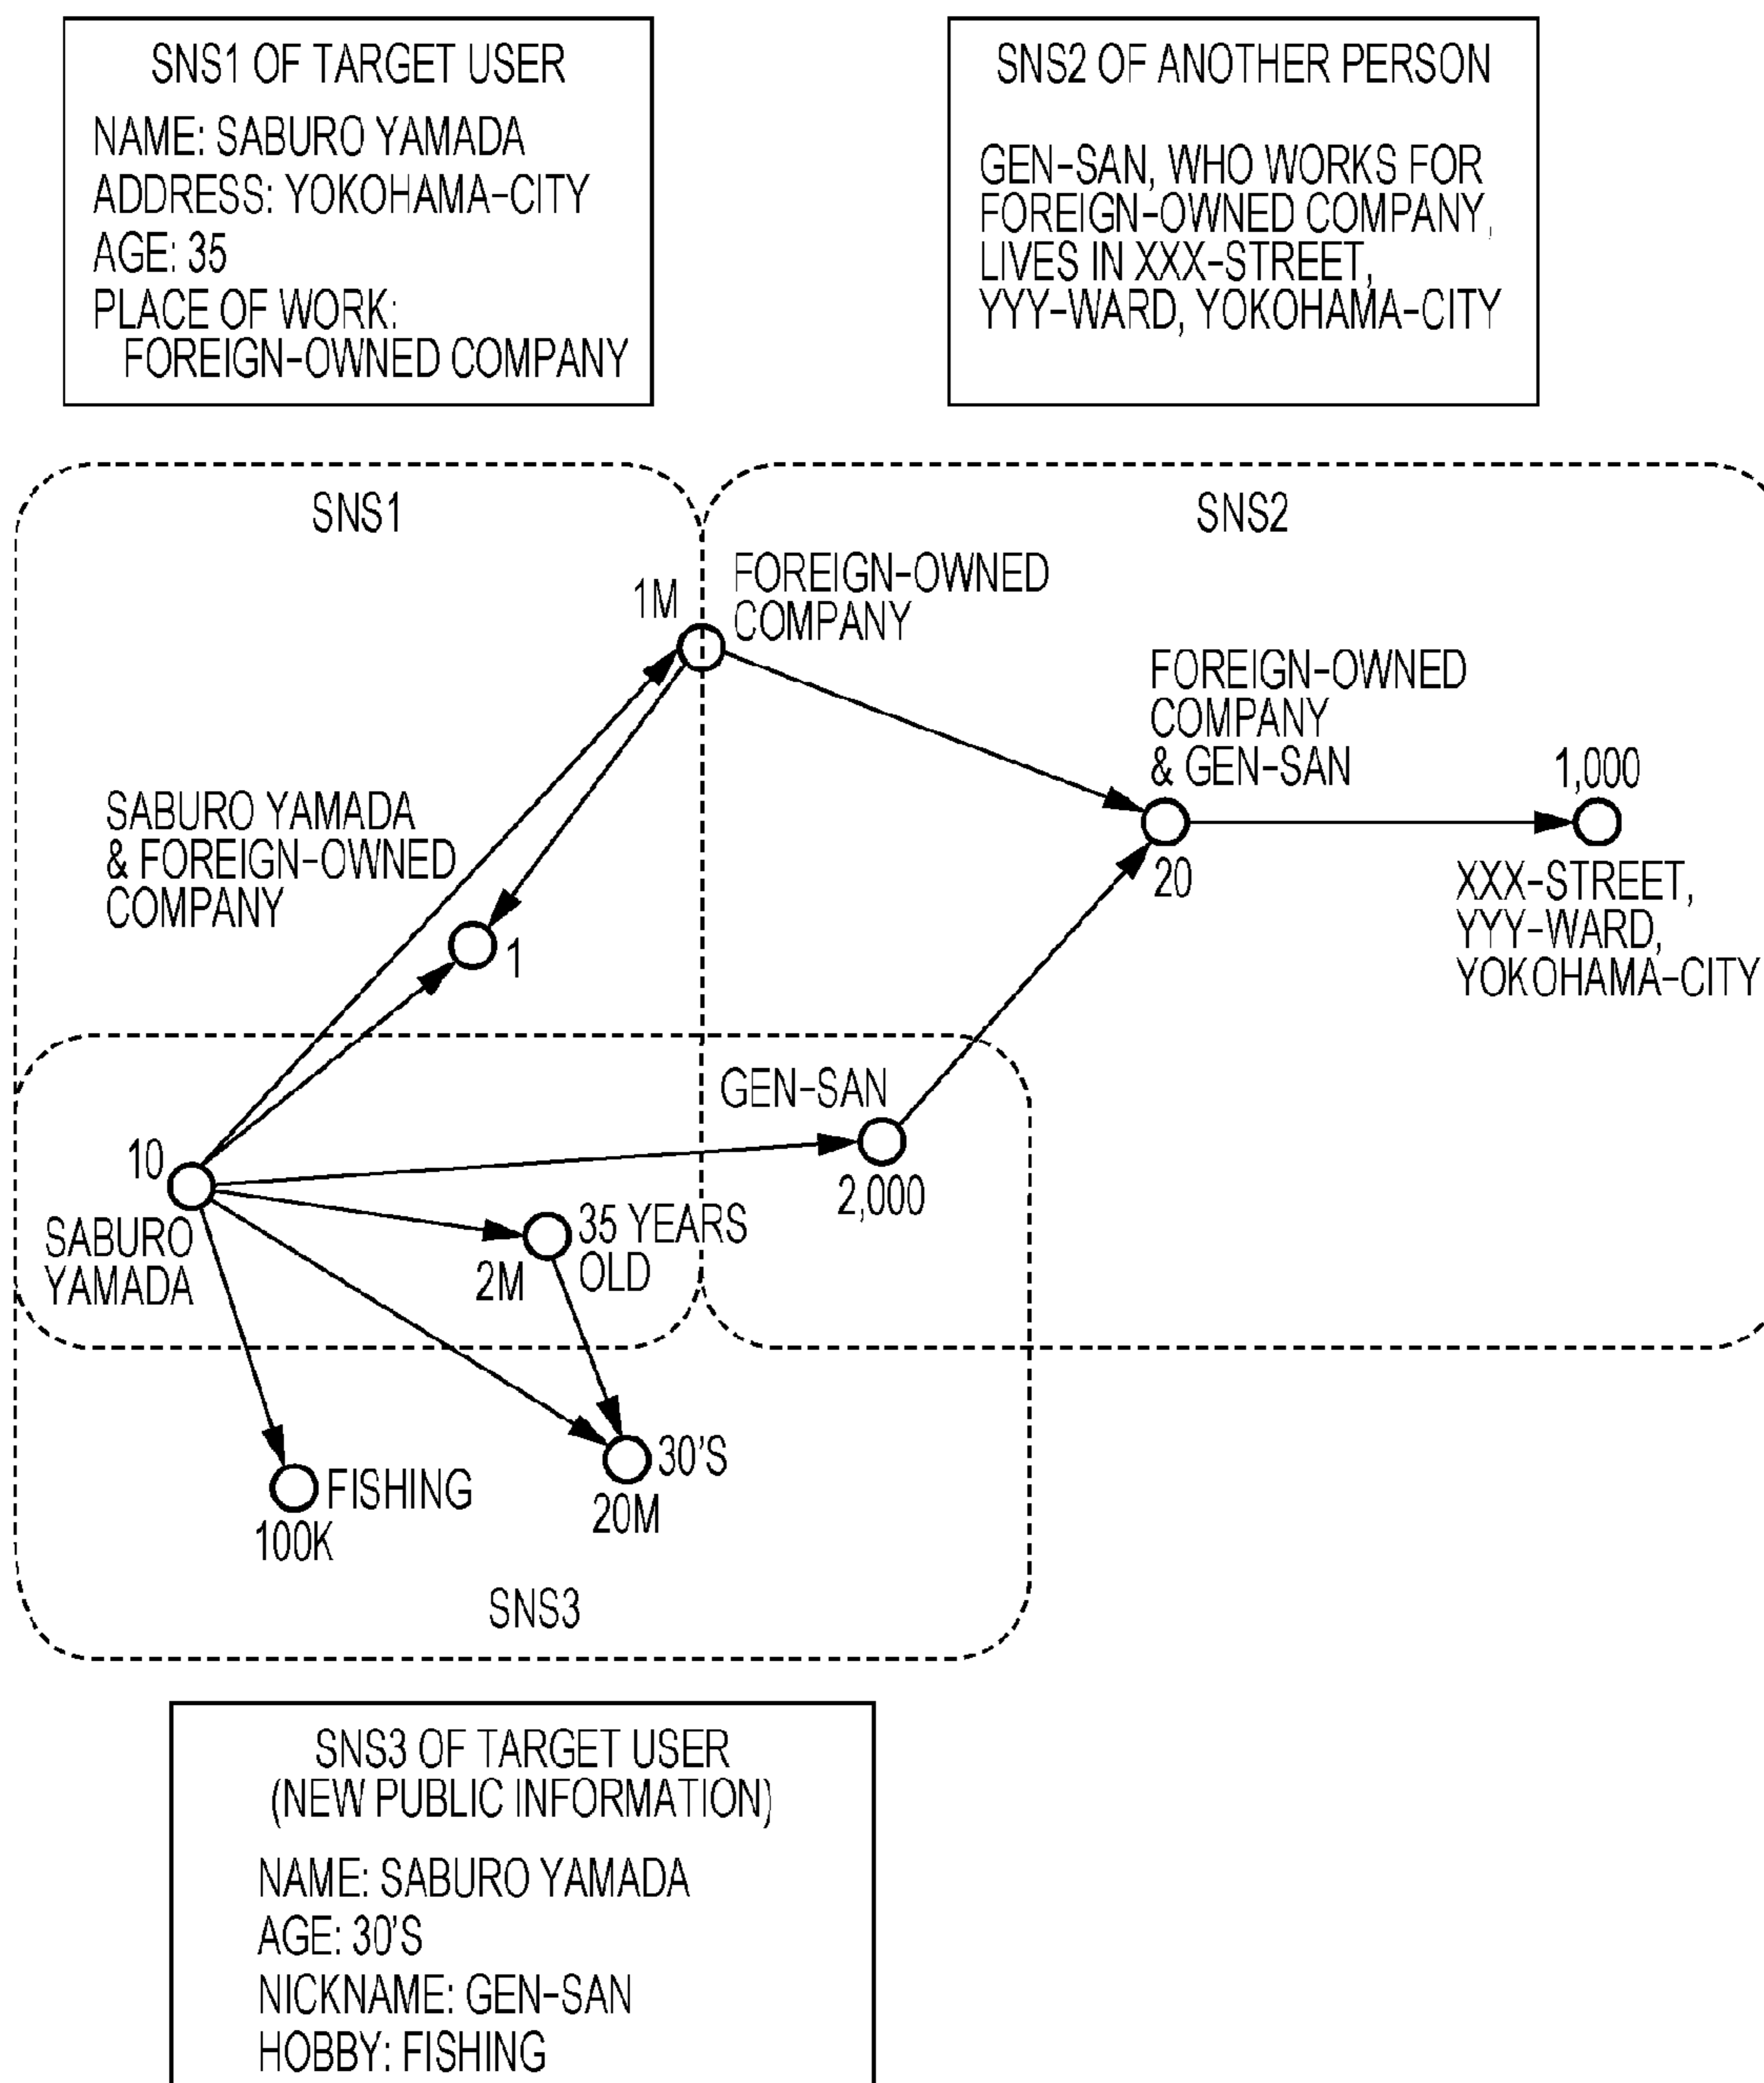 SNS1 OF TARGET USER
NAME: SABURO YAMADA
ADDRESS: YOKOHAMA-CITY
AGE: 35
PLACE OF WORK:
FOREIGN-OWNED COMPANY
SNS2 OF ANOTHER PERSON
GEN-SAN, WHO WORKS FOR
FOREIGN-OWNED COMPANY,
LIVES IN XXX-STREET,
YYY-WARD, YOKOHAMA-CITY
SNS1
SNS2
1M
FOREIGN-OWNED
COMPANY
FOREIGN-OWNED
COMPANY
& GEN-SAN
20
1,000
XXX-STREET,
YYY-WARD,
YOKOHAMA-CITY
SABURO YAMADA
& FOREIGN-OWNED
COMPANY
1
GEN-SAN
2,000
10
SABURO
YAMADA
35 YEARS
OLD
2M
30'S
20M
FISHING
100K
SNS3
SNS3 OF TARGET USER
(NEW PUBLIC INFORMATION)
NAME: SABURO YAMADA
AGE: 30'S
NICKNAME: GEN-SAN
HOBBY: FISHING